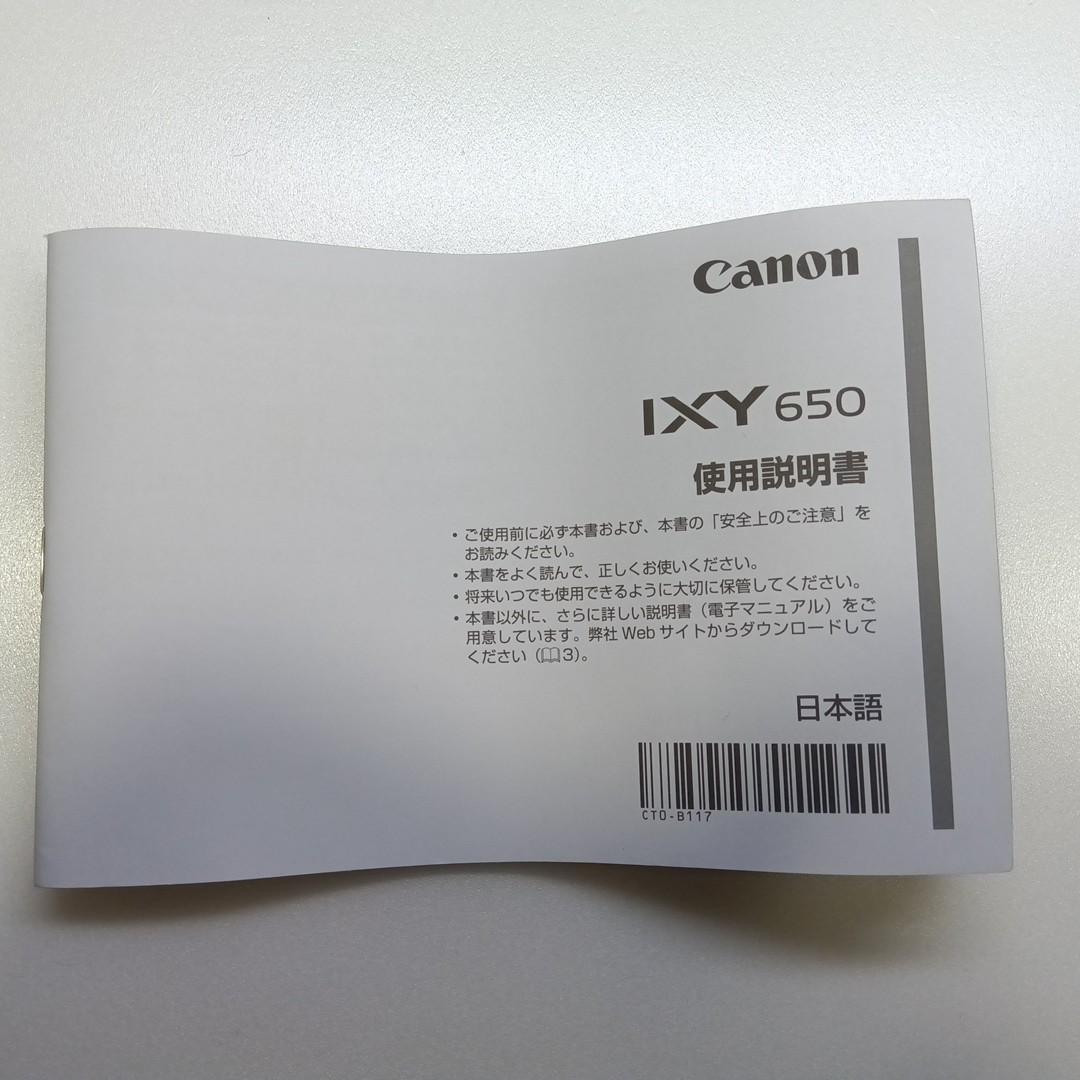 Canon
IXY 650
使用説明書
• ご使用前に必ず本書および、本書の「安全上のご注意」を
お読みください。
• 本書をよく読んで、正しくお使いください。
• 将来いつでも使用できるように大切に保管してください。
• 本書以外に、さらに詳しい説明書（電子マニュアル）をご
用意しています。弊社 Web サイトからダウンロードして
ください（📖3）。
日本語
CT0-B117